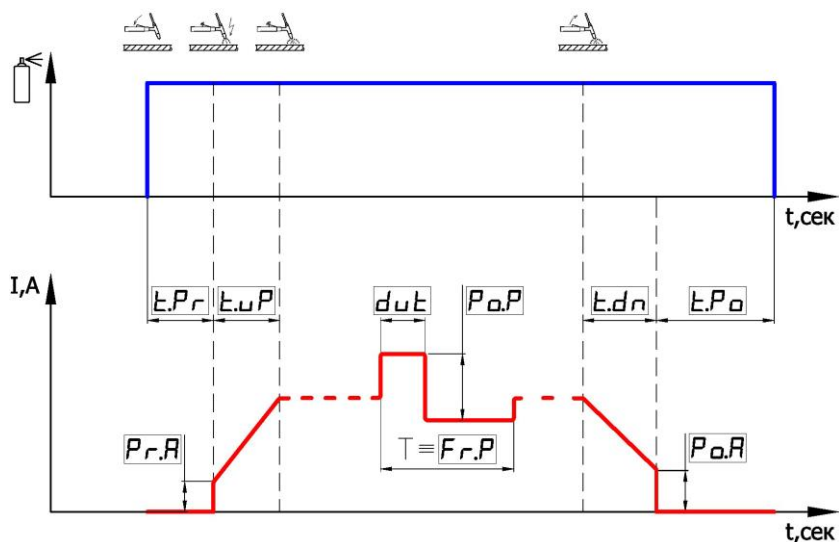 t,сек
I,A
t.Pr t.uP dut Po.P t.dn t.Po
Pr.A T ≡ Fr.P Po.A
t,сек